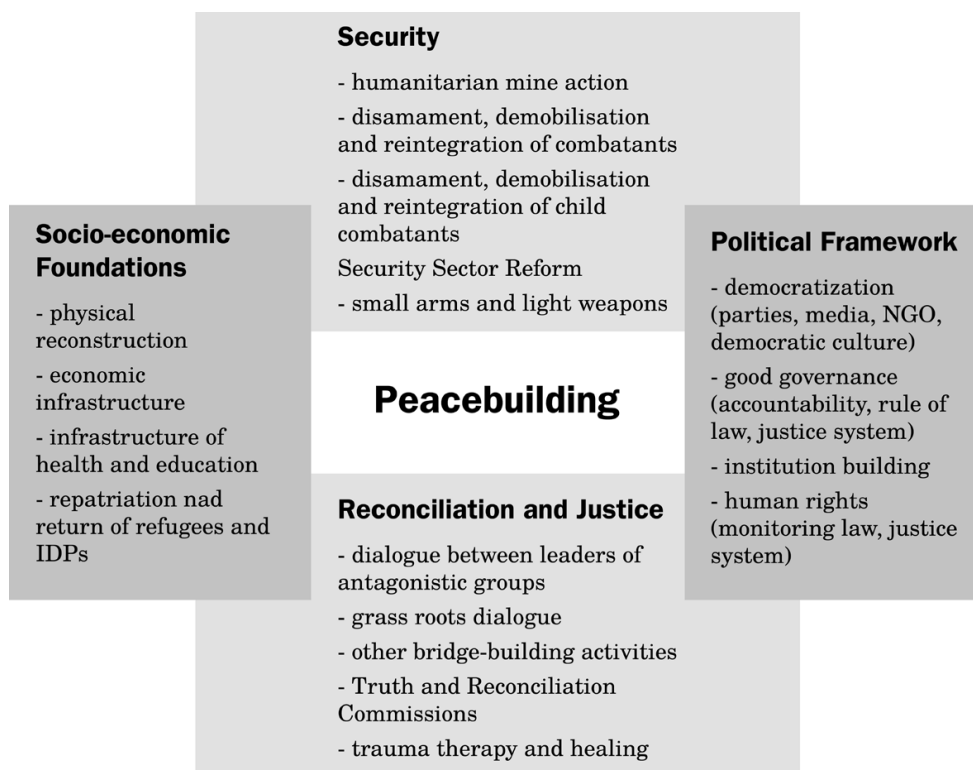 Security
- humanitarian mine action
- disamament, demobilisation
and reintegration of combatants
- disamament, demobilisation
and reintegration of child
combatants
Security Sector Reform
- small arms and light weapons
Socio-economic
Foundations
- physical
reconstruction
- economic
infrastructure
- infrastructure of
health and education
- repatriation nad
return of refugees and
IDPs
Peacebuilding
Political Framework
- democratization
(parties, media, NGO,
democratic culture)
- good governance
(accountability, rule of
law, justice system)
- institution building
- human rights
(monitoring law, justice
system)
Reconciliation and Justice
- dialogue between leaders of
antagonistic groups
- grass roots dialogue
- other bridge-building activities
- Truth and Reconciliation
Commissions
- trauma therapy and healing